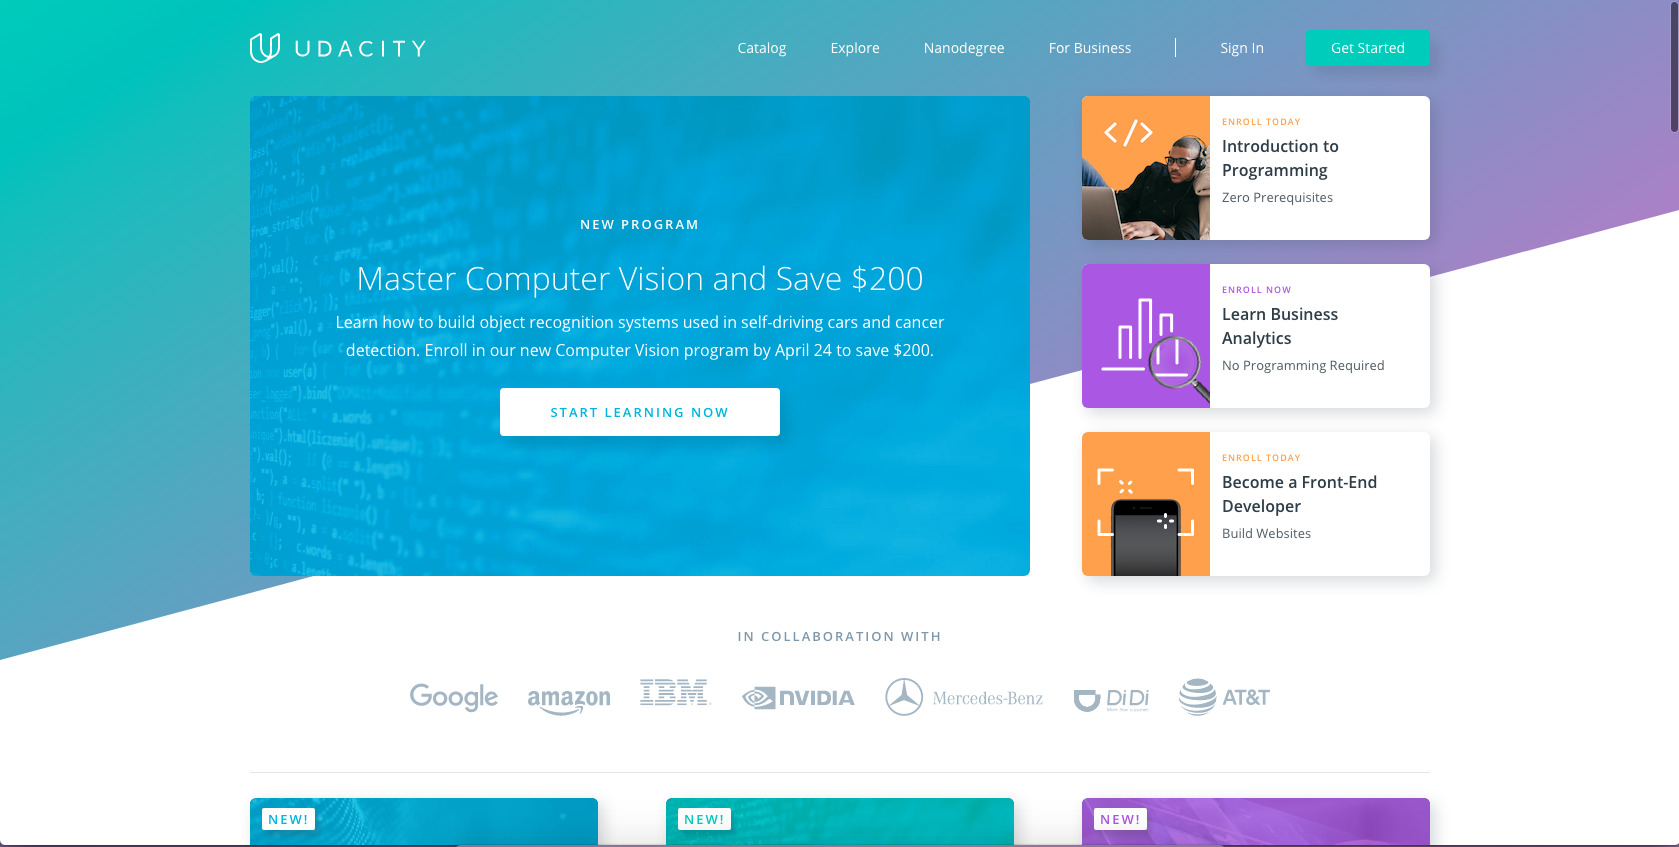 UDACITY
Catalog
Explore
Nanodegree
For Business
Sign In
Get Started
NEW PROGRAM
Master Computer Vision and Save $200
Learn how to build object recognition systems used in self-driving cars and cancer
detection. Enroll in our new Computer Vision program by April 24 to save $200.
START LEARNING NOW
ENROLL TODAY
Introduction to
Programming
Zero Prerequisites
ENROLL NOW
Learn Business
Analytics
No Programming Required
ENROLL TODAY
Become a Front-End
Developer
Build Websites
IN COLLABORATION WITH
Google
amazon
IBM
NVIDIA
Mercedes-Benz
DiDi
AT&T
NEW!
NEW!
NEW!